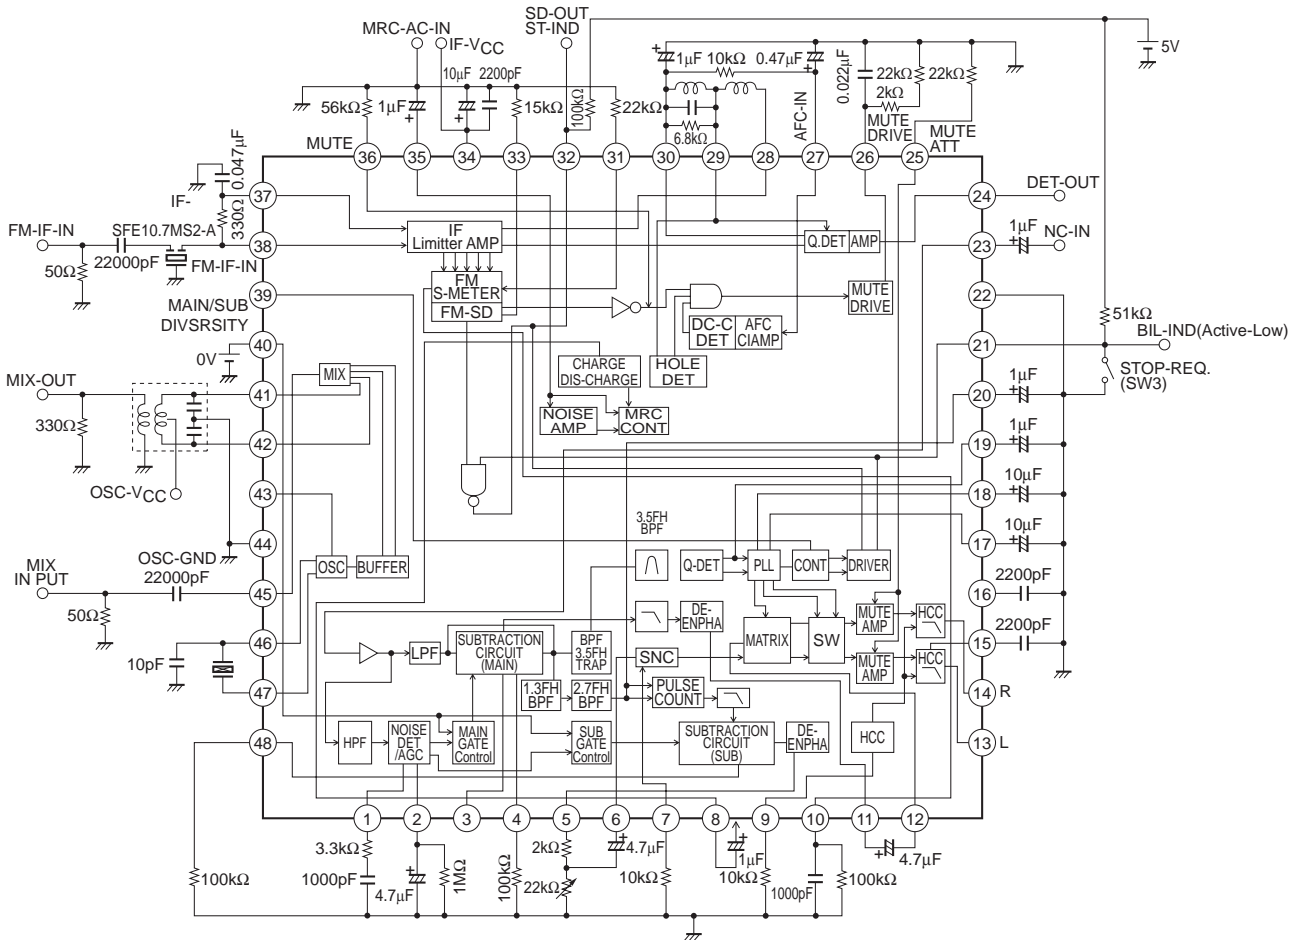 SD-OUT
ST-IND
MRC-AC-IN
IF-VCC
5V
10µF
2200pF
1µF
10kΩ
0.47µF
0.022µF
22kΩ
22kΩ
2kΩ
56kΩ
1µF
15kΩ
100kΩ
22kΩ
6.8kΩ
AFC-IN
MUTE
DRIVE
MUTE
ATT
MUTE
36
35
34
33
32
31
30
29
28
27
26
25
0.047µF
IF-
330Ω
37
24
DET-OUT
FM-IF-IN
SFE10.7MS2-A
22000pF
FM-IF-IN
50Ω
38
IF
Limitter AMP
Q.DET
AMP
23
1µF
NC-IN
MAIN/SUB
DIVSRSITY
39
FM
S-METER
FM-SD
MUTE
DRIVE
22
51kΩ
DC-C
DET
AFC
CIAMP
0V
40
21
BIL-IND(Active-Low)
CHARGE
DIS-CHARGE
HOLE
DET
STOP-REQ.
(SW3)
MIX-OUT
330Ω
41
MIX
20
1µF
NOISE
AMP
MRC
CONT
42
19
1µF
OSC-VCC
43
18
10µF
3.5FH
BPF
44
17
10µF
MIX
IN PUT
OSC-GND
22000pF
OSC
BUFFER
Q-DET
PLL
CONT
DRIVER
50Ω
45
16
2200pF
DE-
ENPHA
MUTE
AMP
HCC
10pF
46
LPF
SUBTRACTION
CIRCUIT
(MAIN)
BPF
3.5FH
TRAP
SNC
MATRIX
SW
MUTE
AMP
HCC
15
2200pF
47
1.3FH
BPF
2.7FH
BPF
PULSE
COUNT
14
R
48
HPF
NOISE
DET
/AGC
MAIN
GATE
Control
SUB
GATE
Control
SUBTRACTION
CIRCUIT
(SUB)
DE-
ENPHA
HCC
13
L
1
2
3
4
5
6
7
8
9
10
11
12
3.3kΩ
1000pF
4.7µF
1MΩ
100kΩ
2kΩ
22kΩ
4.7µF
10kΩ
1µF
10kΩ
1000pF
100kΩ
4.7µF
100kΩ